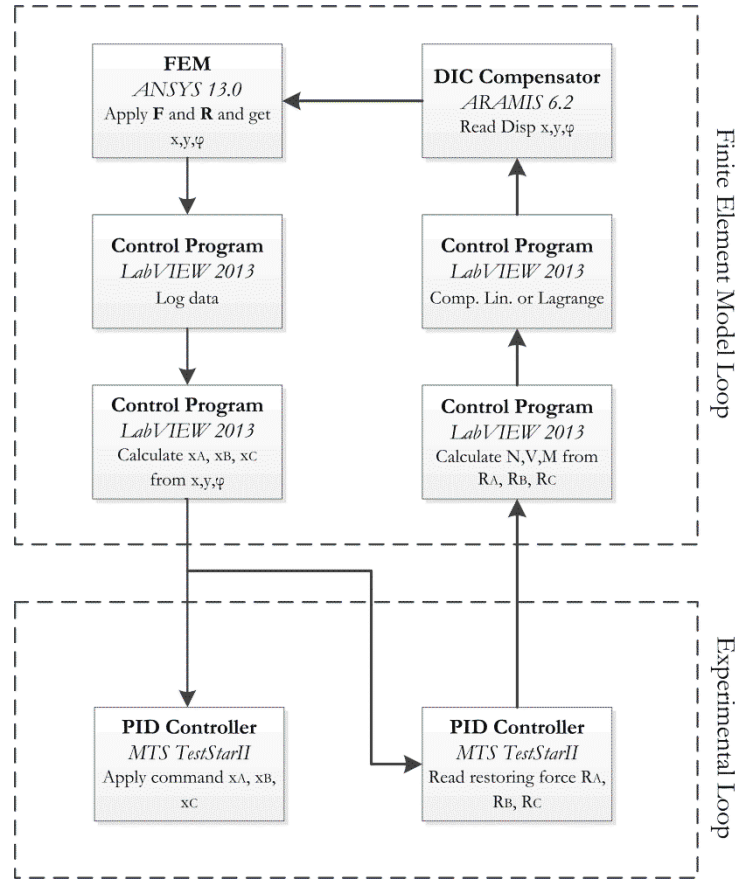 FEM
ANSYS 13.0
Apply F and R and get
x,y,φ
DIC Compensator
ARAMIS 6.2
Read Disp x,y,φ
Control Program
LabVIEW 2013
Log data
Control Program
LabVIEW 2013
Comp. Lin. or Lagrange
Control Program
LabVIEW 2013
Calculate xA, xB, xC
from x,y,φ
Control Program
LabVIEW 2013
Calculate N,V,M from
RA, RB, RC
Finite Element Model Loop
PID Controller
MTS TestStarII
Apply command xA, xB,
xC
PID Controller
MTS TestStarII
Read restoring force RA,
RB, RC
Experimental Loop